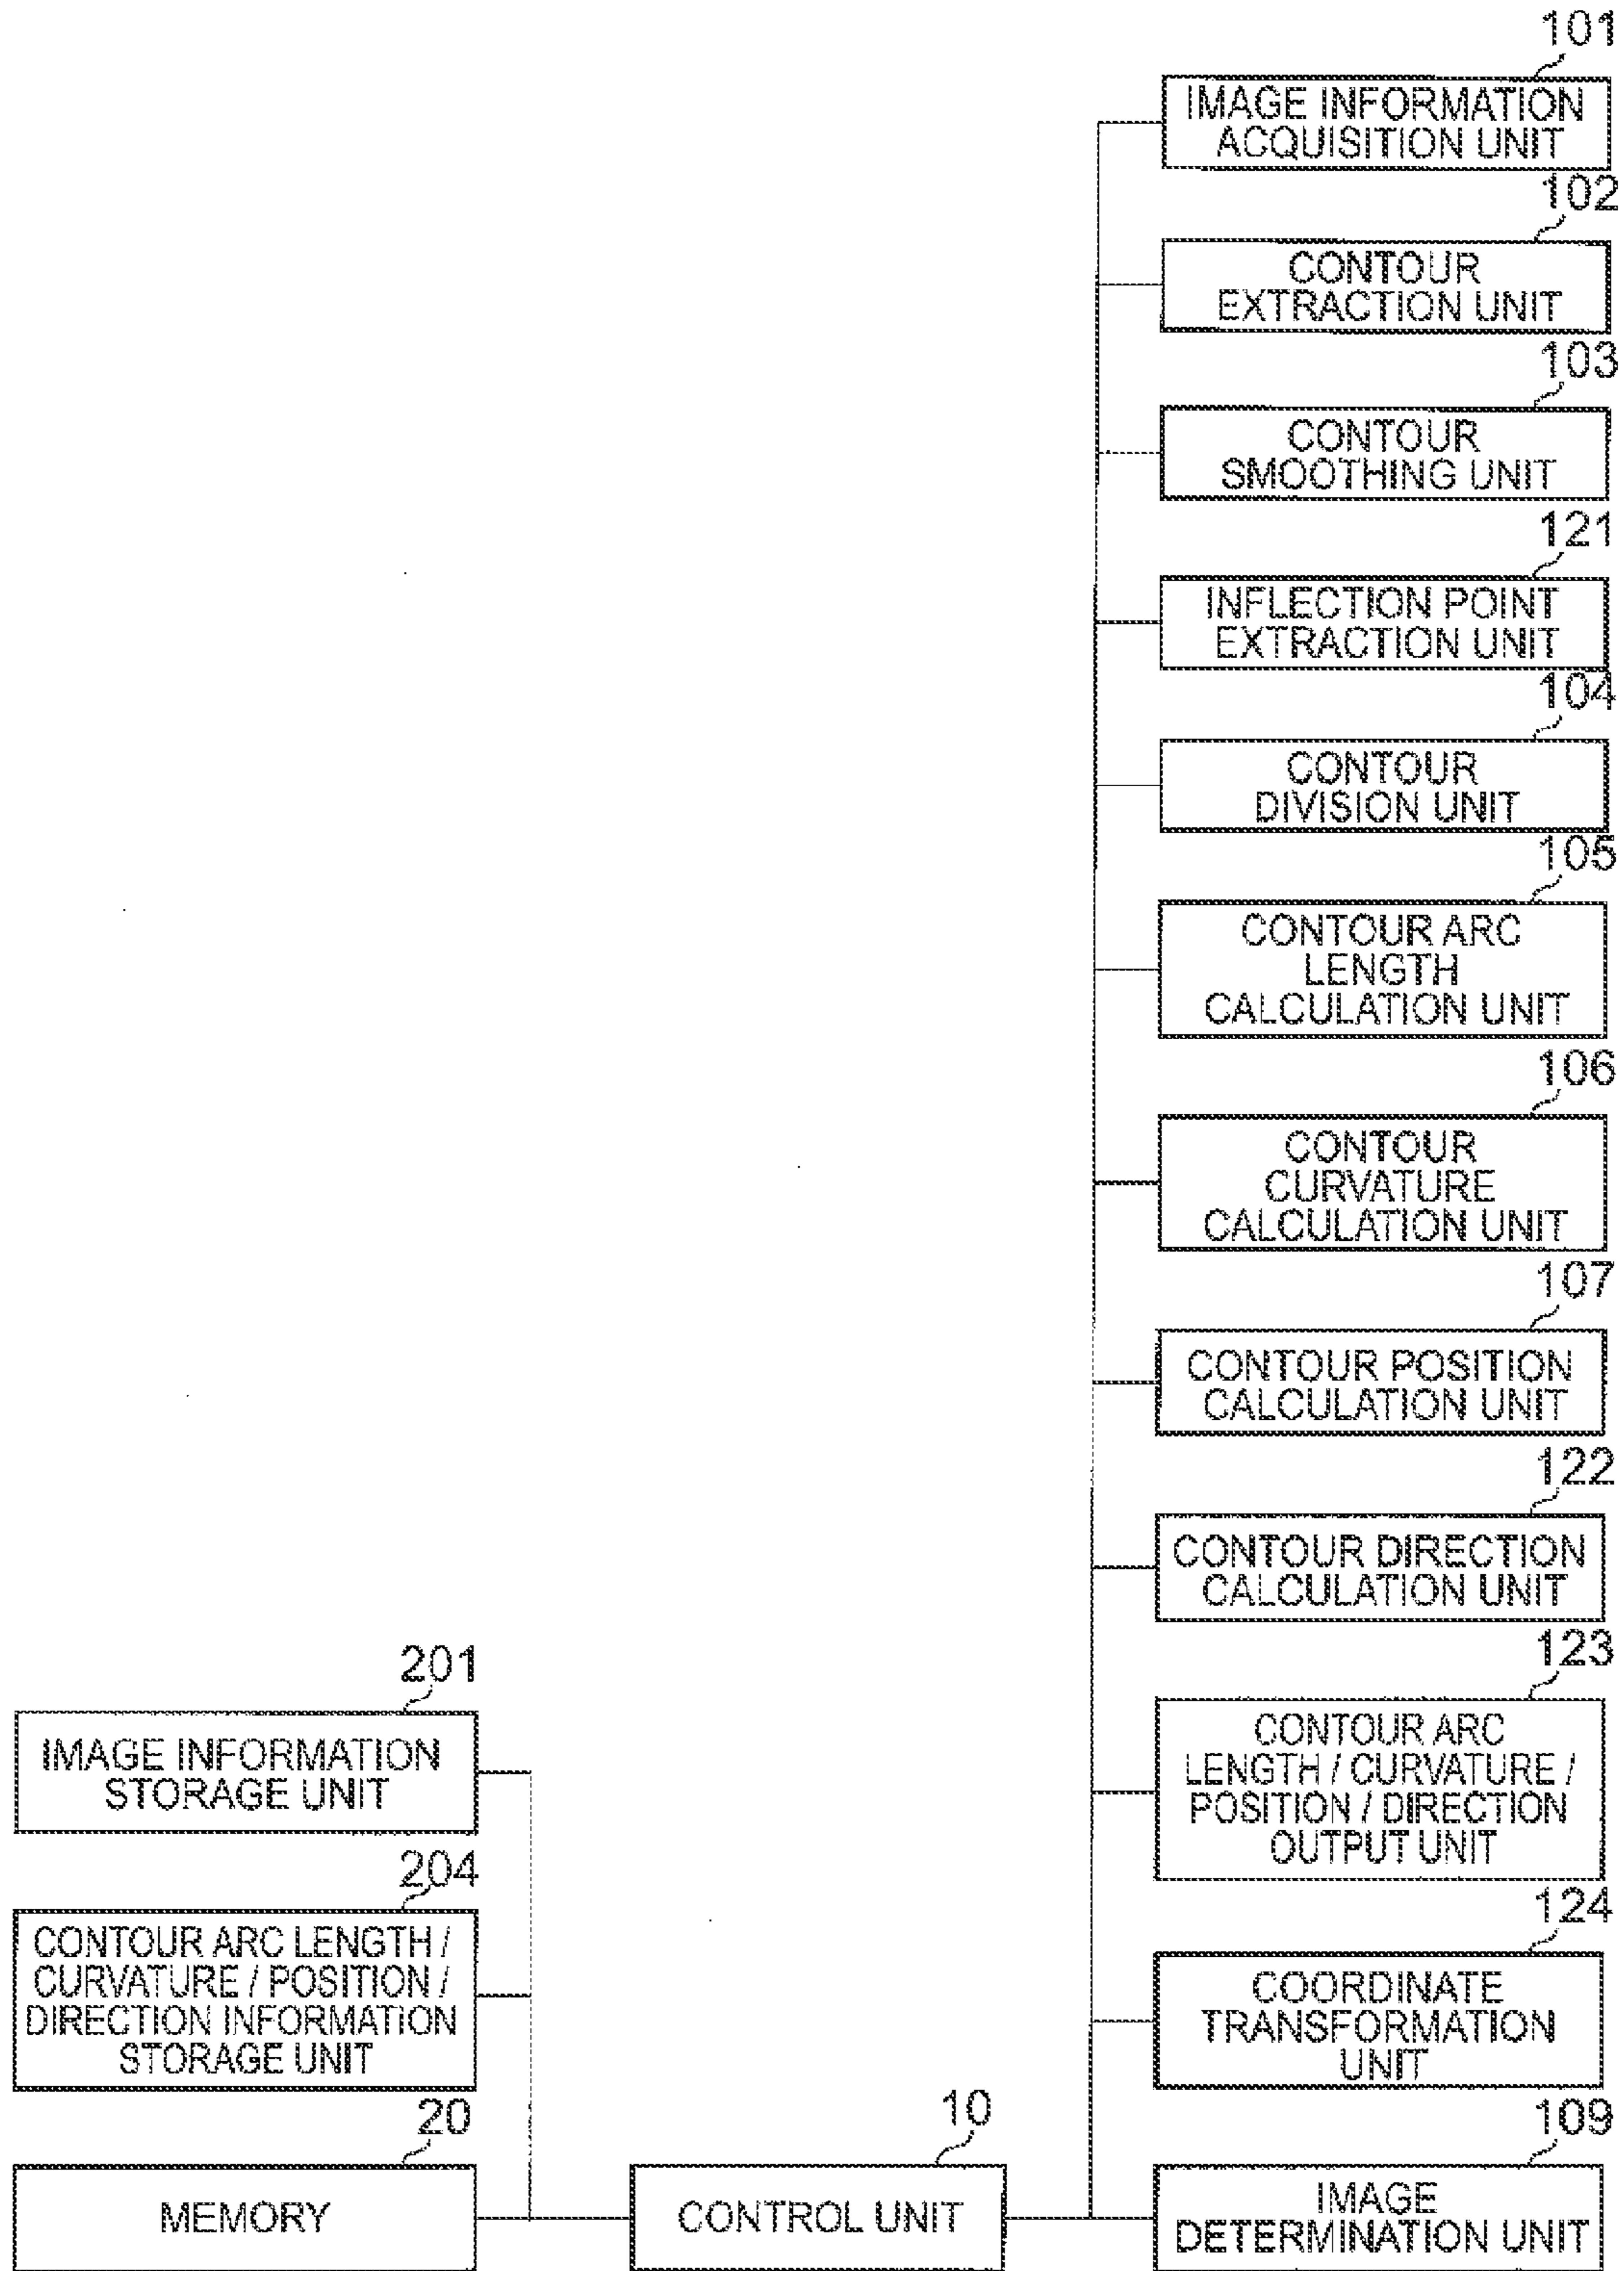 101
IMAGE INFORMATION
ACQUISITION UNIT
102
CONTOUR
EXTRACTION UNIT
103
CONTOUR
SMOOTHING UNIT
121
INFLECTION POINT
EXTRACTION UNIT
104
CONTOUR
DIVISION UNIT
105
CONTOUR ARC
LENGTH
CALCULATION UNIT
106
CONTOUR
CURVATURE
CALCULATION UNIT
107
CONTOUR POSITION
CALCULATION UNIT
122
CONTOUR DIRECTION
CALCULATION UNIT
123
CONTOUR ARC
LENGTH / CURVATURE /
POSITION / DIRECTION
OUTPUT UNIT
124
COORDINATE
TRANSFORMATION
UNIT
109
IMAGE
DETERMINATION UNIT
201
IMAGE INFORMATION
STORAGE UNIT
204
CONTOUR ARC LENGTH /
CURVATURE / POSITION /
DIRECTION INFORMATION
STORAGE UNIT
20
MEMORY
10
CONTROL UNIT